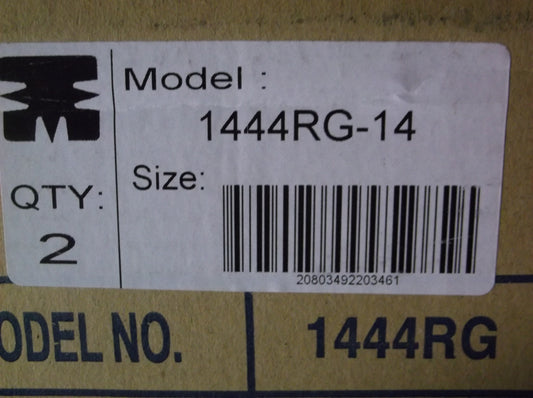 Model :
1444RG-14
Size:
QTY:
2
20803492203461
ODEL NO.
1444RG